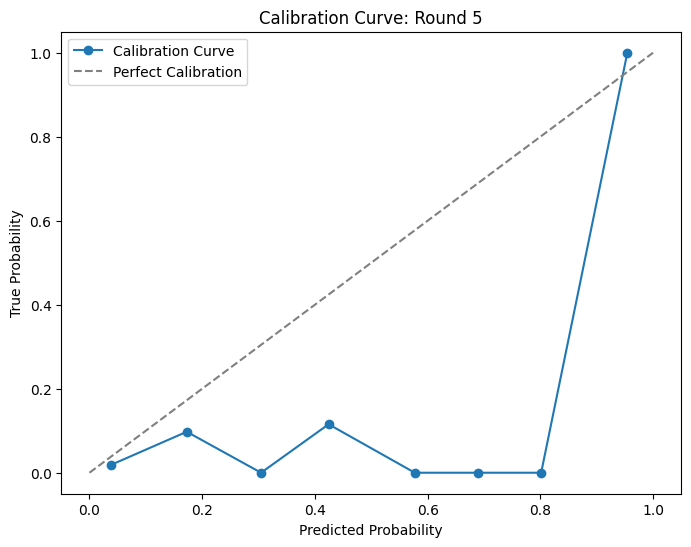 Calibration Curve: Round 5
Calibration Curve
Perfect Calibration
True Probability
1.0
0.8
0.6
0.4
0.2
0.0
0.0 0.2 0.4 0.6 0.8 1.0
Predicted Probability